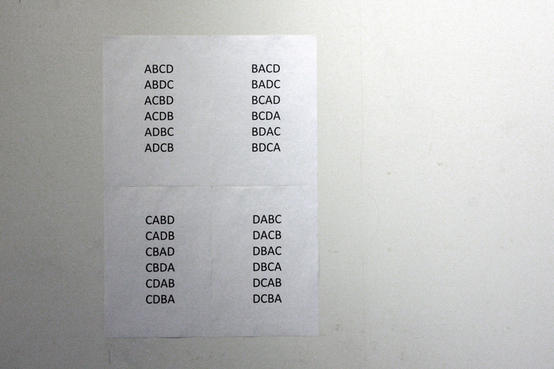 ABCD
ABDC
ACBD
ACDB
ADBC
ADCB
BACD
BADC
BCAD
BCDA
BDAC
BDCA
CABD
CADB
CBAD
CBDA
CDAB
CDBA
DABC
DACB
DBAC
DBCA
DCAB
DCBA